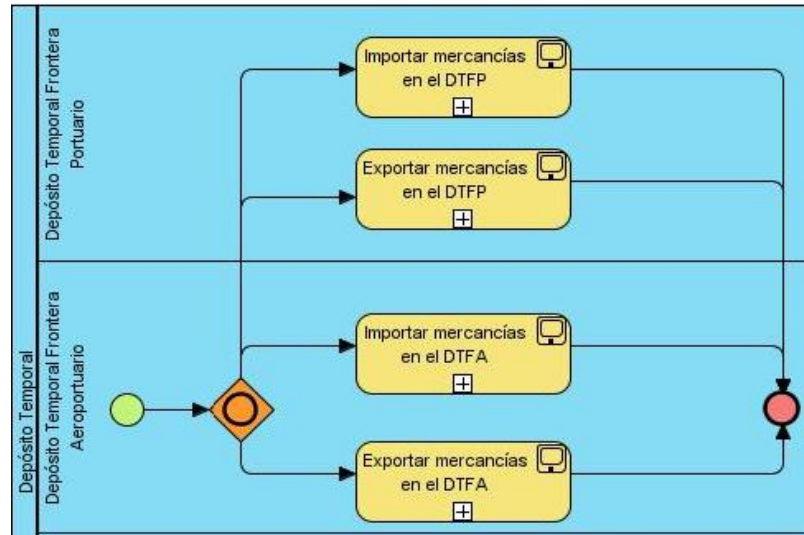 Depósito Temporal
Depósito Temporal Frontera
Portuario
Importar mercancías
en el DTFP
Exportar mercancías
en el DTFP
Depósito Temporal Frontera
Aeroportuario
Importar mercancías
en el DTFA
Exportar mercancías
en el DTFA